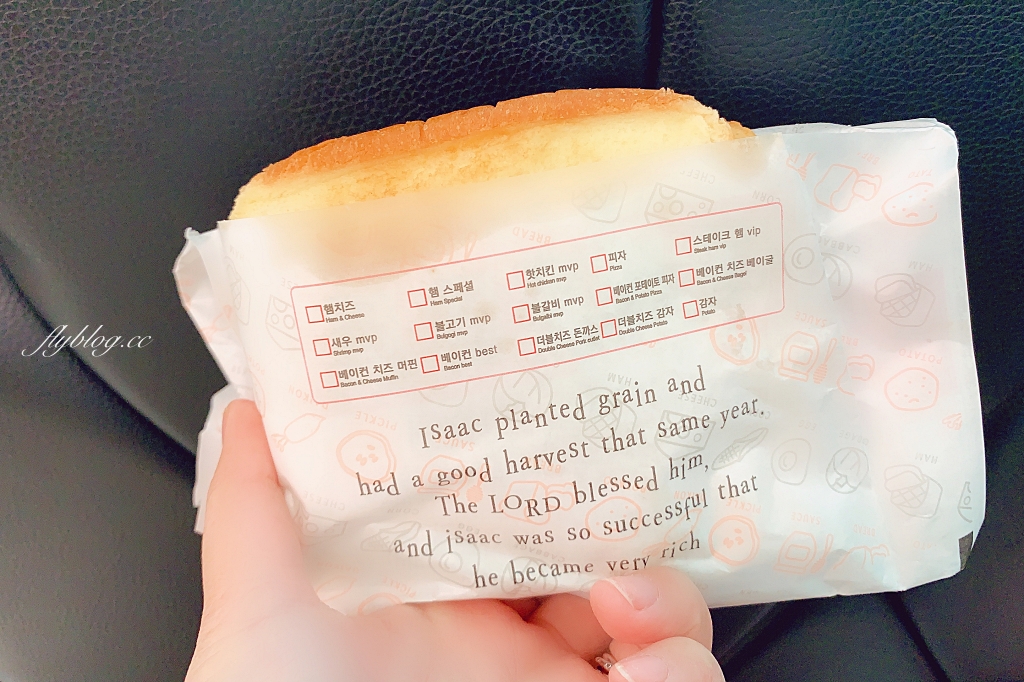 스테이크 햄 vip
Steak ham vip
피자
Pizza
핫치킨 mvp
Hot chicken mvp
햄 스페셜
Ham Special
햄치즈
Ham & Cheese
베이컨 치즈 베이글
Bacon & Cheese Bagel
베이컨 포테이토 피자
Bacon & Potato Pizza
불갈비 mvp
Bulgalbi mvp
불고기 mvp
Bulgogi mvp
새우 mvp
Shrimp mvp
감자
Potato
더블치즈 감자
Double Cheese Potato
더블치즈 돈까스
Double Cheese Pork cutlet
베이컨 best
Bacon best
베이컨 치즈 머핀
Bacon & Cheese Muffin
Isaac planted grain and
had a good harvest that same year.
The LORD blessed him,
and isaac was so successful that
he became very rich
flyblog.cc
HAM
CHEESE
PICKLE
BREAD